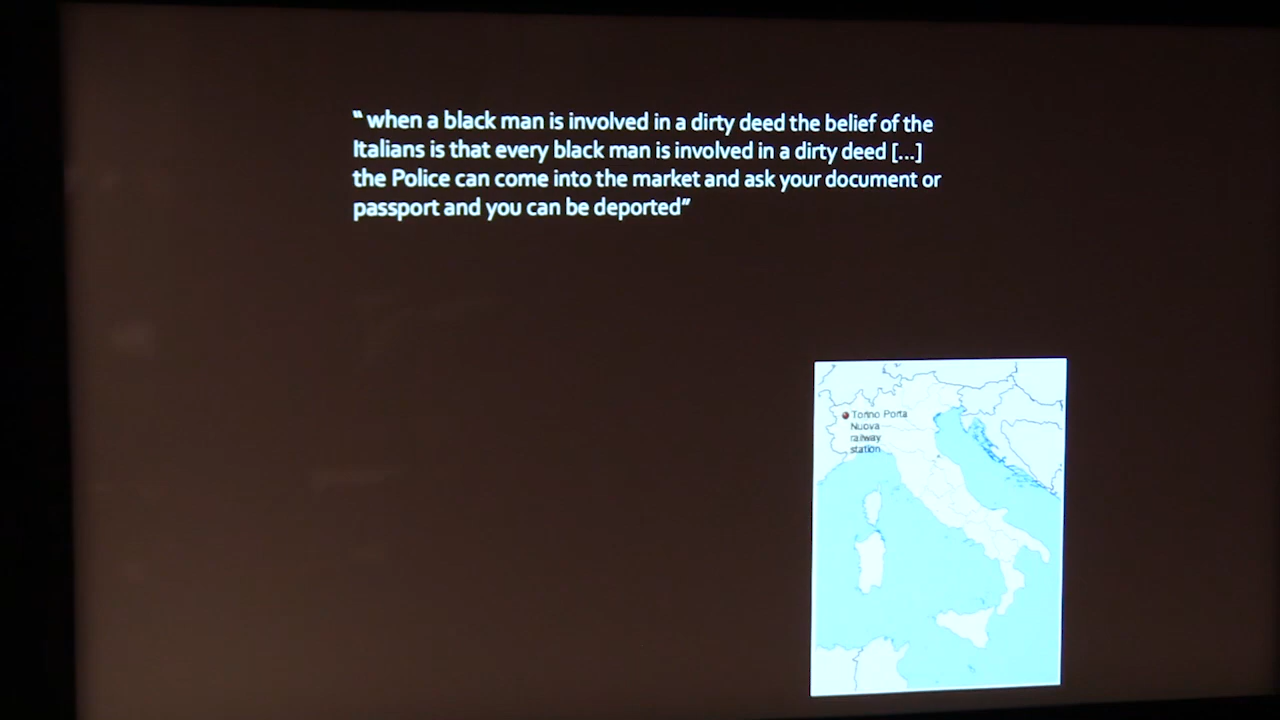 “ when a black man is involved in a dirty deed the belief of the
Italians is that every black man is involved in a dirty deed [...]
the Police can come into the market and ask your document or
passport and you can be deported”
Torino Porta
Nuova
railway
station